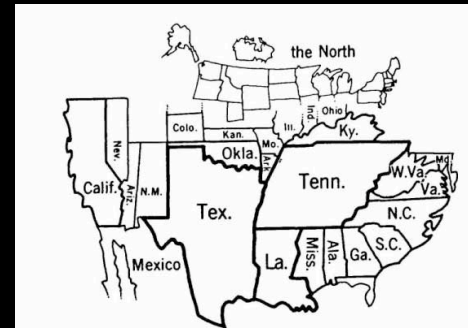 the North
Colo.
Kan.
Ill.
Ind.
Ohio
Nev.
Okla.
Mo.
Ark.
Ky.
Calif.
Ariz.
N.M.
Tex.
Tenn.
W.Va.
Md.
Va.
N.C.
S.C.
Mexico
La.
Miss.
Ala.
Ga.